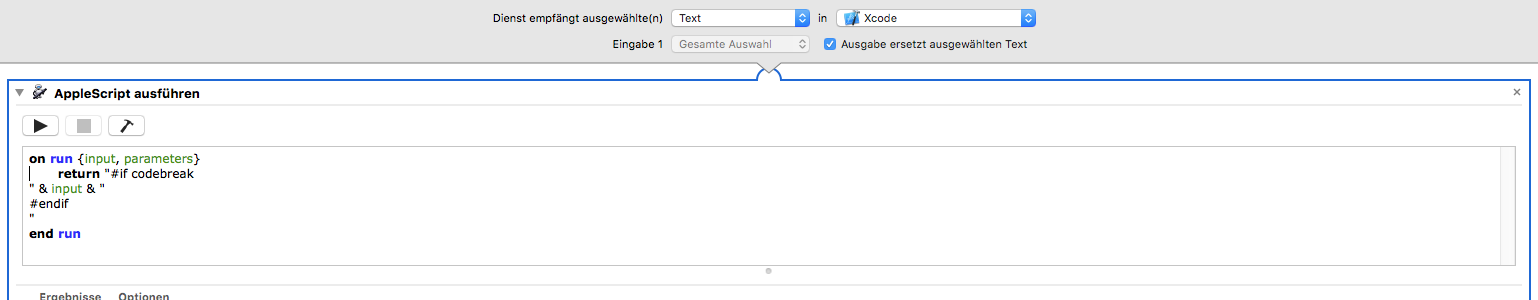 Dienst empfängt ausgewählte(n) Text in Xcode
Eingabe 1 Gesamte Auswahl Ausgabe ersetzt ausgewählten Text
AppleScript ausführen
on run {input, parameters}
return "#if codebreak
" & input & "
#endif
"
end run
Ergebnisse Optionen